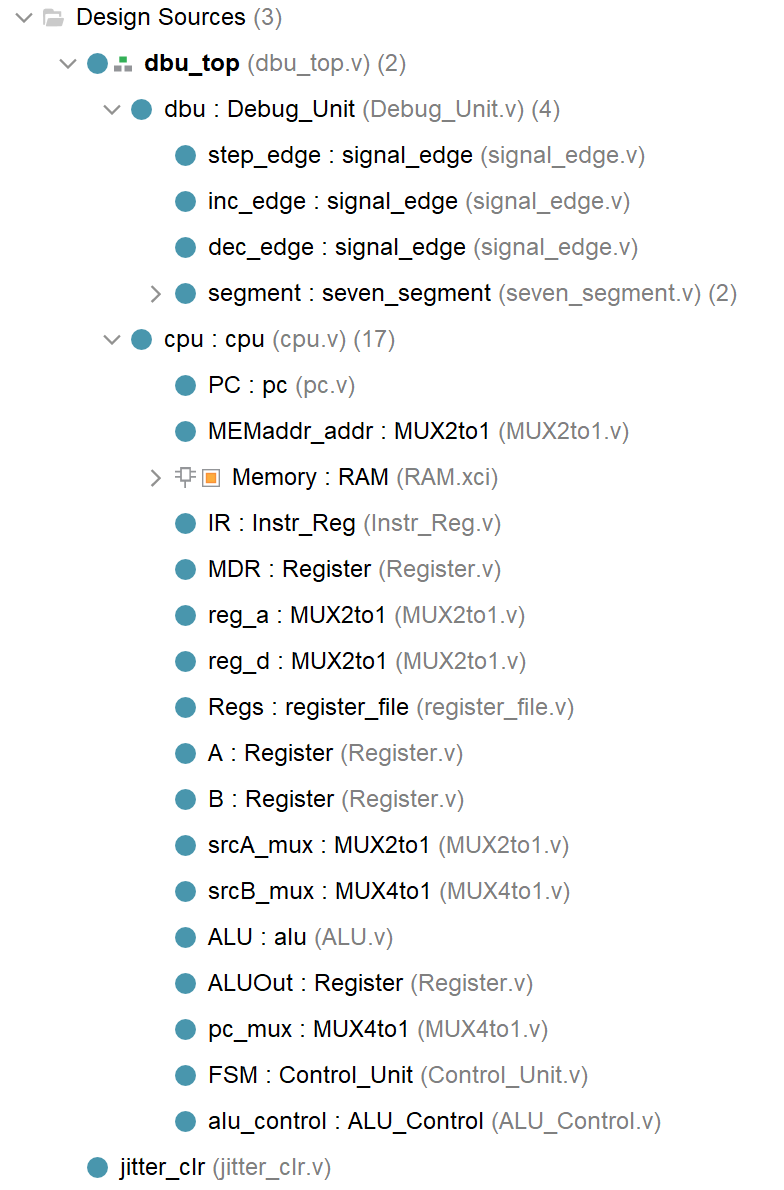 Design Sources (3)
dbu_top (dbu_top.v) (2)
dbu : Debug_Unit (Debug_Unit.v) (4)
step_edge : signal_edge (signal_edge.v)
inc_edge : signal_edge (signal_edge.v)
dec_edge : signal_edge (signal_edge.v)
segment : seven_segment (seven_segment.v) (2)
cpu : cpu (cpu.v) (17)
PC : pc (pc.v)
MEMaddr_addr : MUX2to1 (MUX2to1.v)
Memory : RAM (RAM.xci)
IR : Instr_Reg (Instr_Reg.v)
MDR : Register (Register.v)
reg_a : MUX2to1 (MUX2to1.v)
reg_d : MUX2to1 (MUX2to1.v)
Regs : register_file (register_file.v)
A : Register (Register.v)
B : Register (Register.v)
srcA_mux : MUX2to1 (MUX2to1.v)
srcB_mux : MUX4to1 (MUX4to1.v)
ALU : alu (ALU.v)
ALUOut : Register (Register.v)
pc_mux : MUX4to1 (MUX4to1.v)
FSM : Control_Unit (Control_Unit.v)
alu_control : ALU_Control (ALU_Control.v)
jitter_clr (jitter_clr.v)